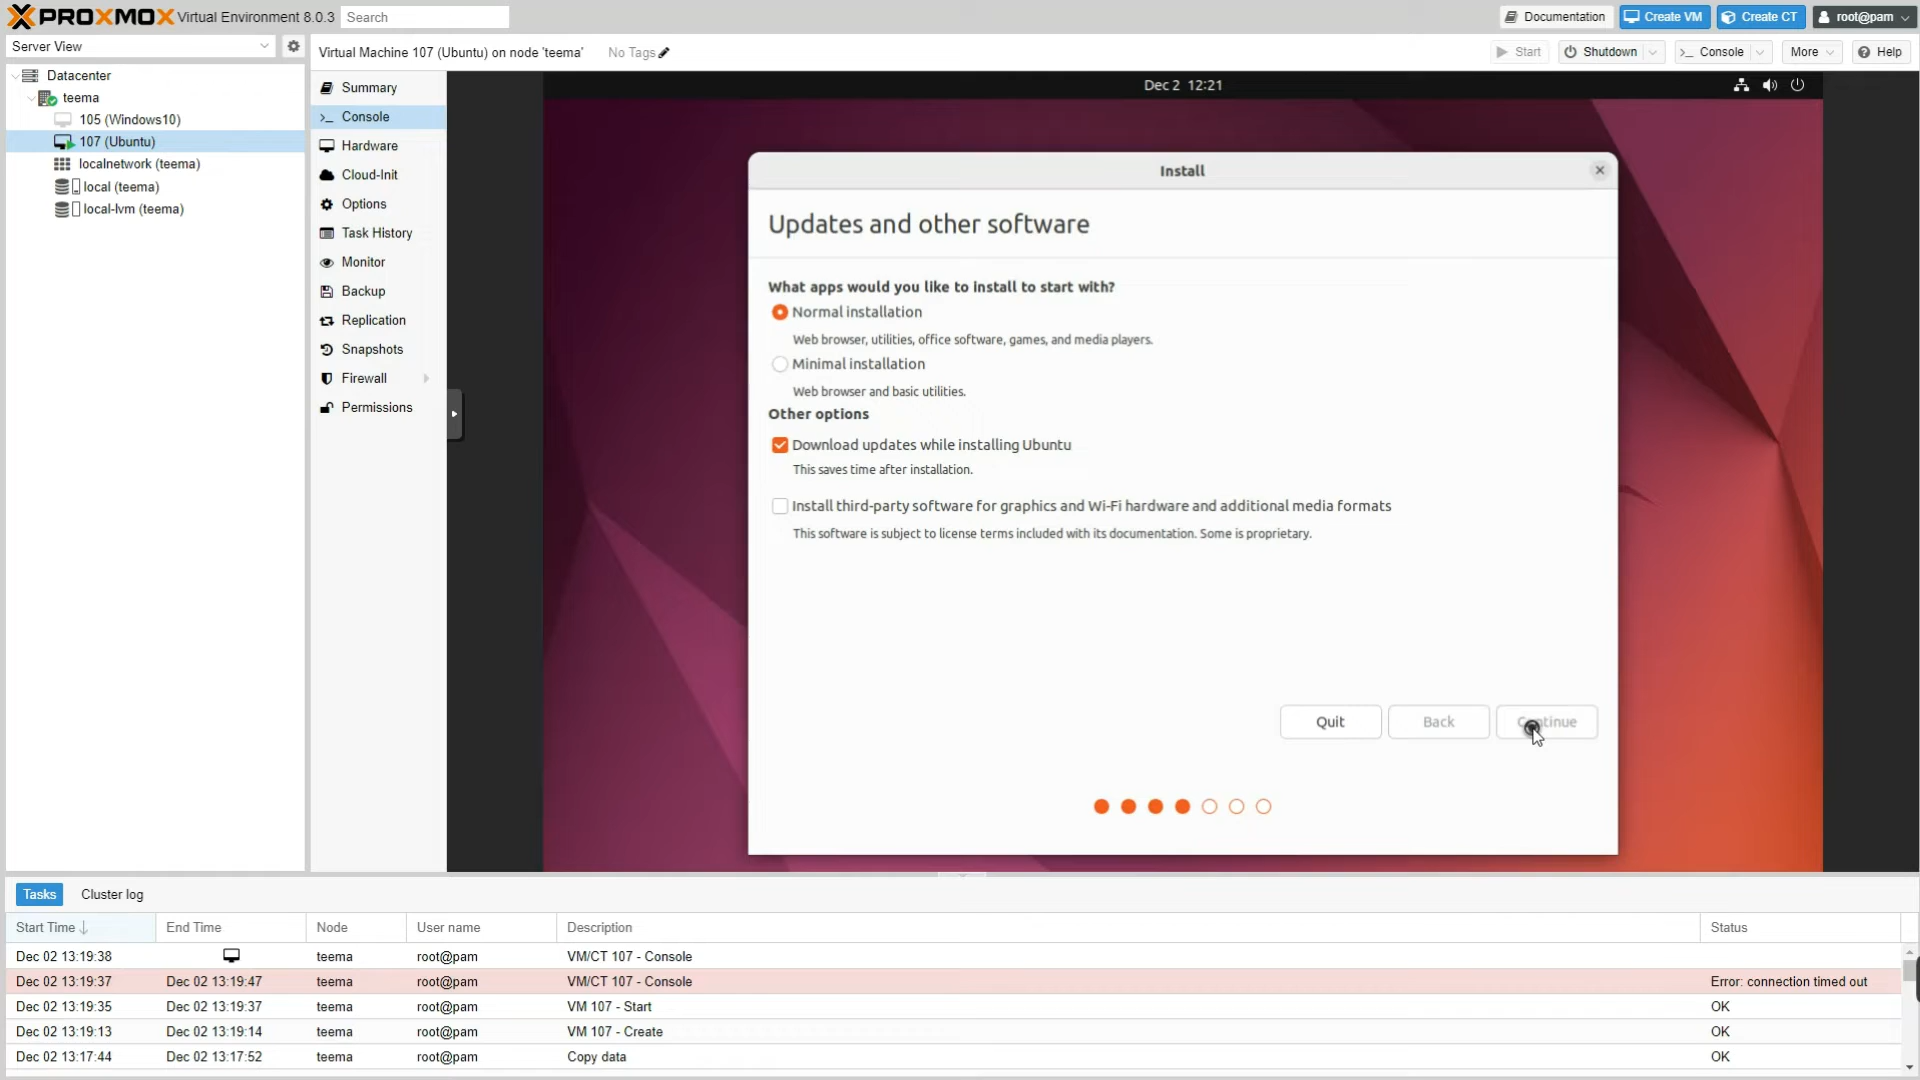 PROXMOX Virtual Environment 8.0.3 Search Documentation Create VM Create CT root@pam
Server View
Virtual Machine 107 (Ubuntu) on node 'teema' No Tags Start Shutdown Console More Help
Datacenter
teema
105 (Windows10)
107 (Ubuntu)
localnetwork (teema)
local (teema)
local-lvm (teema)
Summary
Console
Hardware
Cloud-Init
Options
Task History
Monitor
Backup
Replication
Snapshots
Firewall
Permissions
Dec 2 12:21
Install
Updates and other software
What apps would you like to install to start with?
Normal installation
Web browser, utilities, office software, games, and media players.
Minimal installation
Web browser and basic utilities.
Other options
Download updates while installing Ubuntu
This saves time after installation.
Install third-party software for graphics and Wi-Fi hardware and additional media formats
This software is subject to license terms included with its documentation. Some is proprietary.
Quit Back Continue
Tasks Cluster log
Start Time End Time Node User name Description Status
Dec 02 13:19:38 teema root@pam VM/CT 107 - Console
Dec 02 13:19:37 Dec 02 13:19:47 teema root@pam VM/CT 107 - Console Error: connection timed out
Dec 02 13:19:35 Dec 02 13:19:37 teema root@pam VM 107 - Start OK
Dec 02 13:19:13 Dec 02 13:19:14 teema root@pam VM 107 - Create OK
Dec 02 13:17:44 Dec 02 13:17:52 teema root@pam Copy data OK